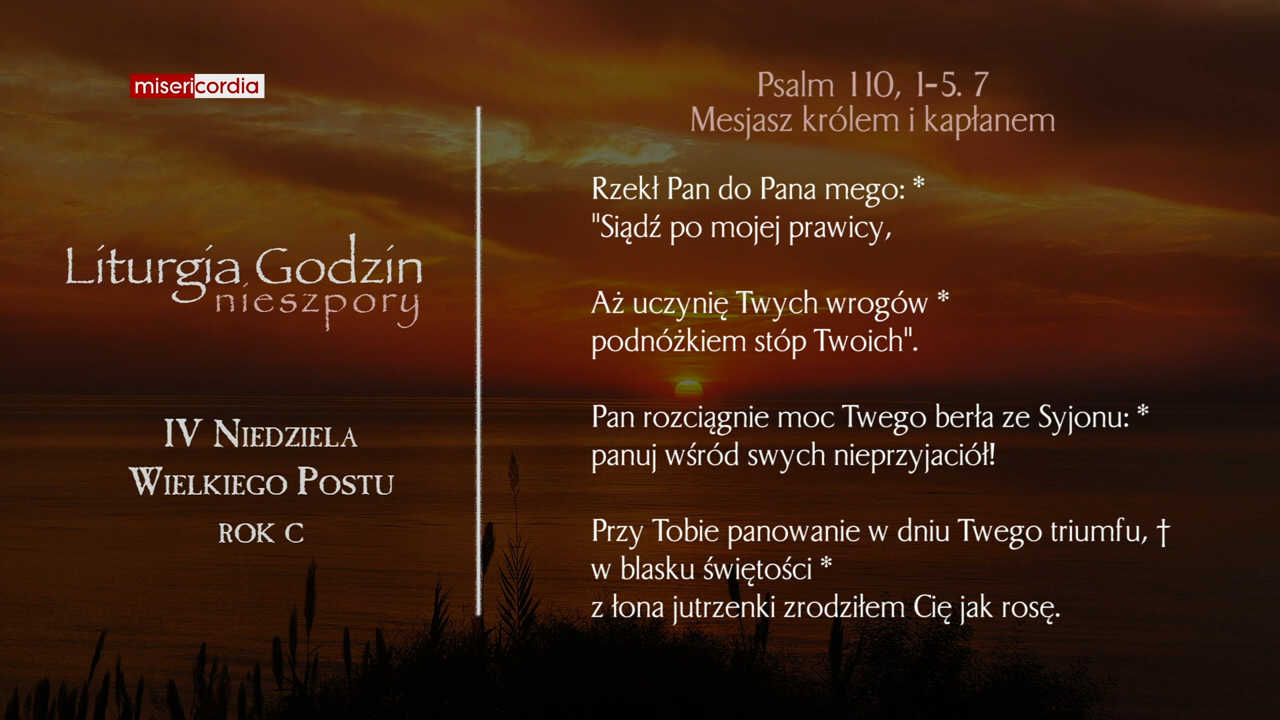 misericordia
Liturgia Godzin
nieszpory
IV Niedziela
Wielkiego Postu
rok C
Psalm 110, 1-5. 7
Mesjasz królem i kapłanem
Rzekł Pan do Pana mego: *
"Siądź po mojej prawicy,
Aż uczynię Twych wrogów *
podnóżkiem stóp Twoich".
Pan rozciągnie moc Twego berła ze Syjonu: *
panuj wśród swych nieprzyjaciół!
Przy Tobie panowanie w dniu Twego triumfu, †
w blasku świętości *
z łona jutrzenki zrodziłem Cię jak rosę.